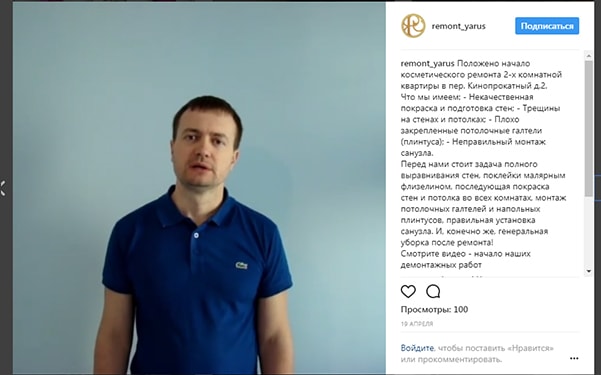 remont_yarus
Подписаться
remont_yarus Положено начало
косметического ремонта 2-х комнатной
квартиры в пер. Кинопрокатный д.2.
Что мы имеем: - Некачественная
покраска и подготовка стен; - Трещины
на стенах и потолках; - Плохо
закрепленные потолочные галтели
(плинтуса); - Неправильный монтаж
санузла.
Перед нами стоит задача полного
выравнивания стен, поклейки малярным
флизелином, последующая покраска
стен и потолка во всех комнатах, монтаж
потолочных галтелей и напольных
плинтусов, правильная установка
санузла. И, конечно же, генеральная
уборка после ремонта!
Смотрите видео - начало наших
демонтажных работ
Просмотры: 100
19 АПРЕЛЯ
Войдите, чтобы поставить «Нравится»
или прокомментировать.